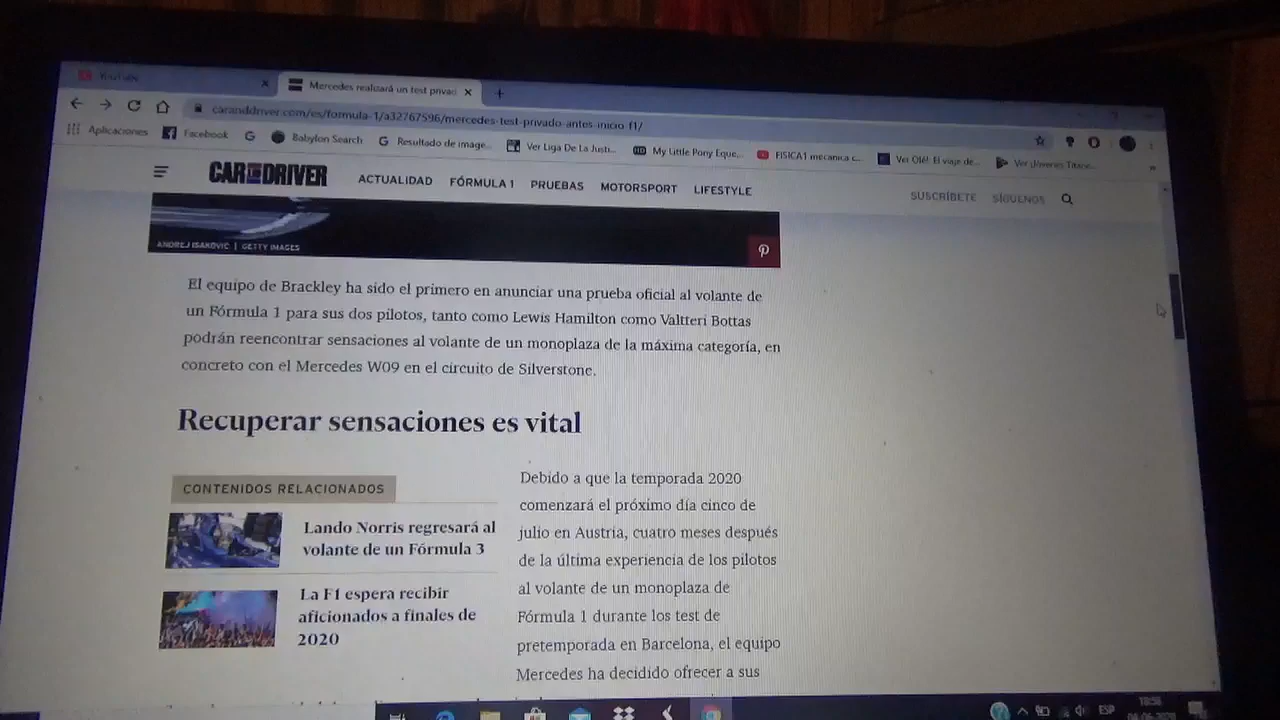 YouTube
Mercedes realizará un test privac
caranddriver.com/es/formula-1/a32767596/mercedes-test-privado-antes-inicio-f1/
Aplicaciones Facebook Babylon Search Resultado de image... Ver Liga De La Justi... My Little Pony Eque... FISICA1 mecanica c... Ver Olé!: El viaje de... Ver Jóvenes Titane...
CAR AND DRIVER ACTUALIDAD FÓRMULA 1 PRUEBAS MOTORSPORT LIFESTYLE SUSCRÍBETE SÍGUENOS
ANDREJ ISAKOVIC | GETTY IMAGES
El equipo de Brackley ha sido el primero en anunciar una prueba oficial al volante de
un Fórmula 1 para sus dos pilotos, tanto como Lewis Hamilton como Valtteri Bottas
podrán reencontrar sensaciones al volante de un monoplaza de la máxima categoría, en
concreto con el Mercedes W09 en el circuito de Silverstone.
Recuperar sensaciones es vital
CONTENIDOS RELACIONADOS
Lando Norris regresará al
volante de un Fórmula 3
La F1 espera recibir
aficionados a finales de
2020
Debido a que la temporada 2020
comenzará el próximo día cinco de
julio en Austria, cuatro meses después
de la última experiencia de los pilotos
al volante de un monoplaza de
Fórmula 1 durante los test de
pretemporada en Barcelona, el equipo
Mercedes ha decidido ofrecer a sus
ESP